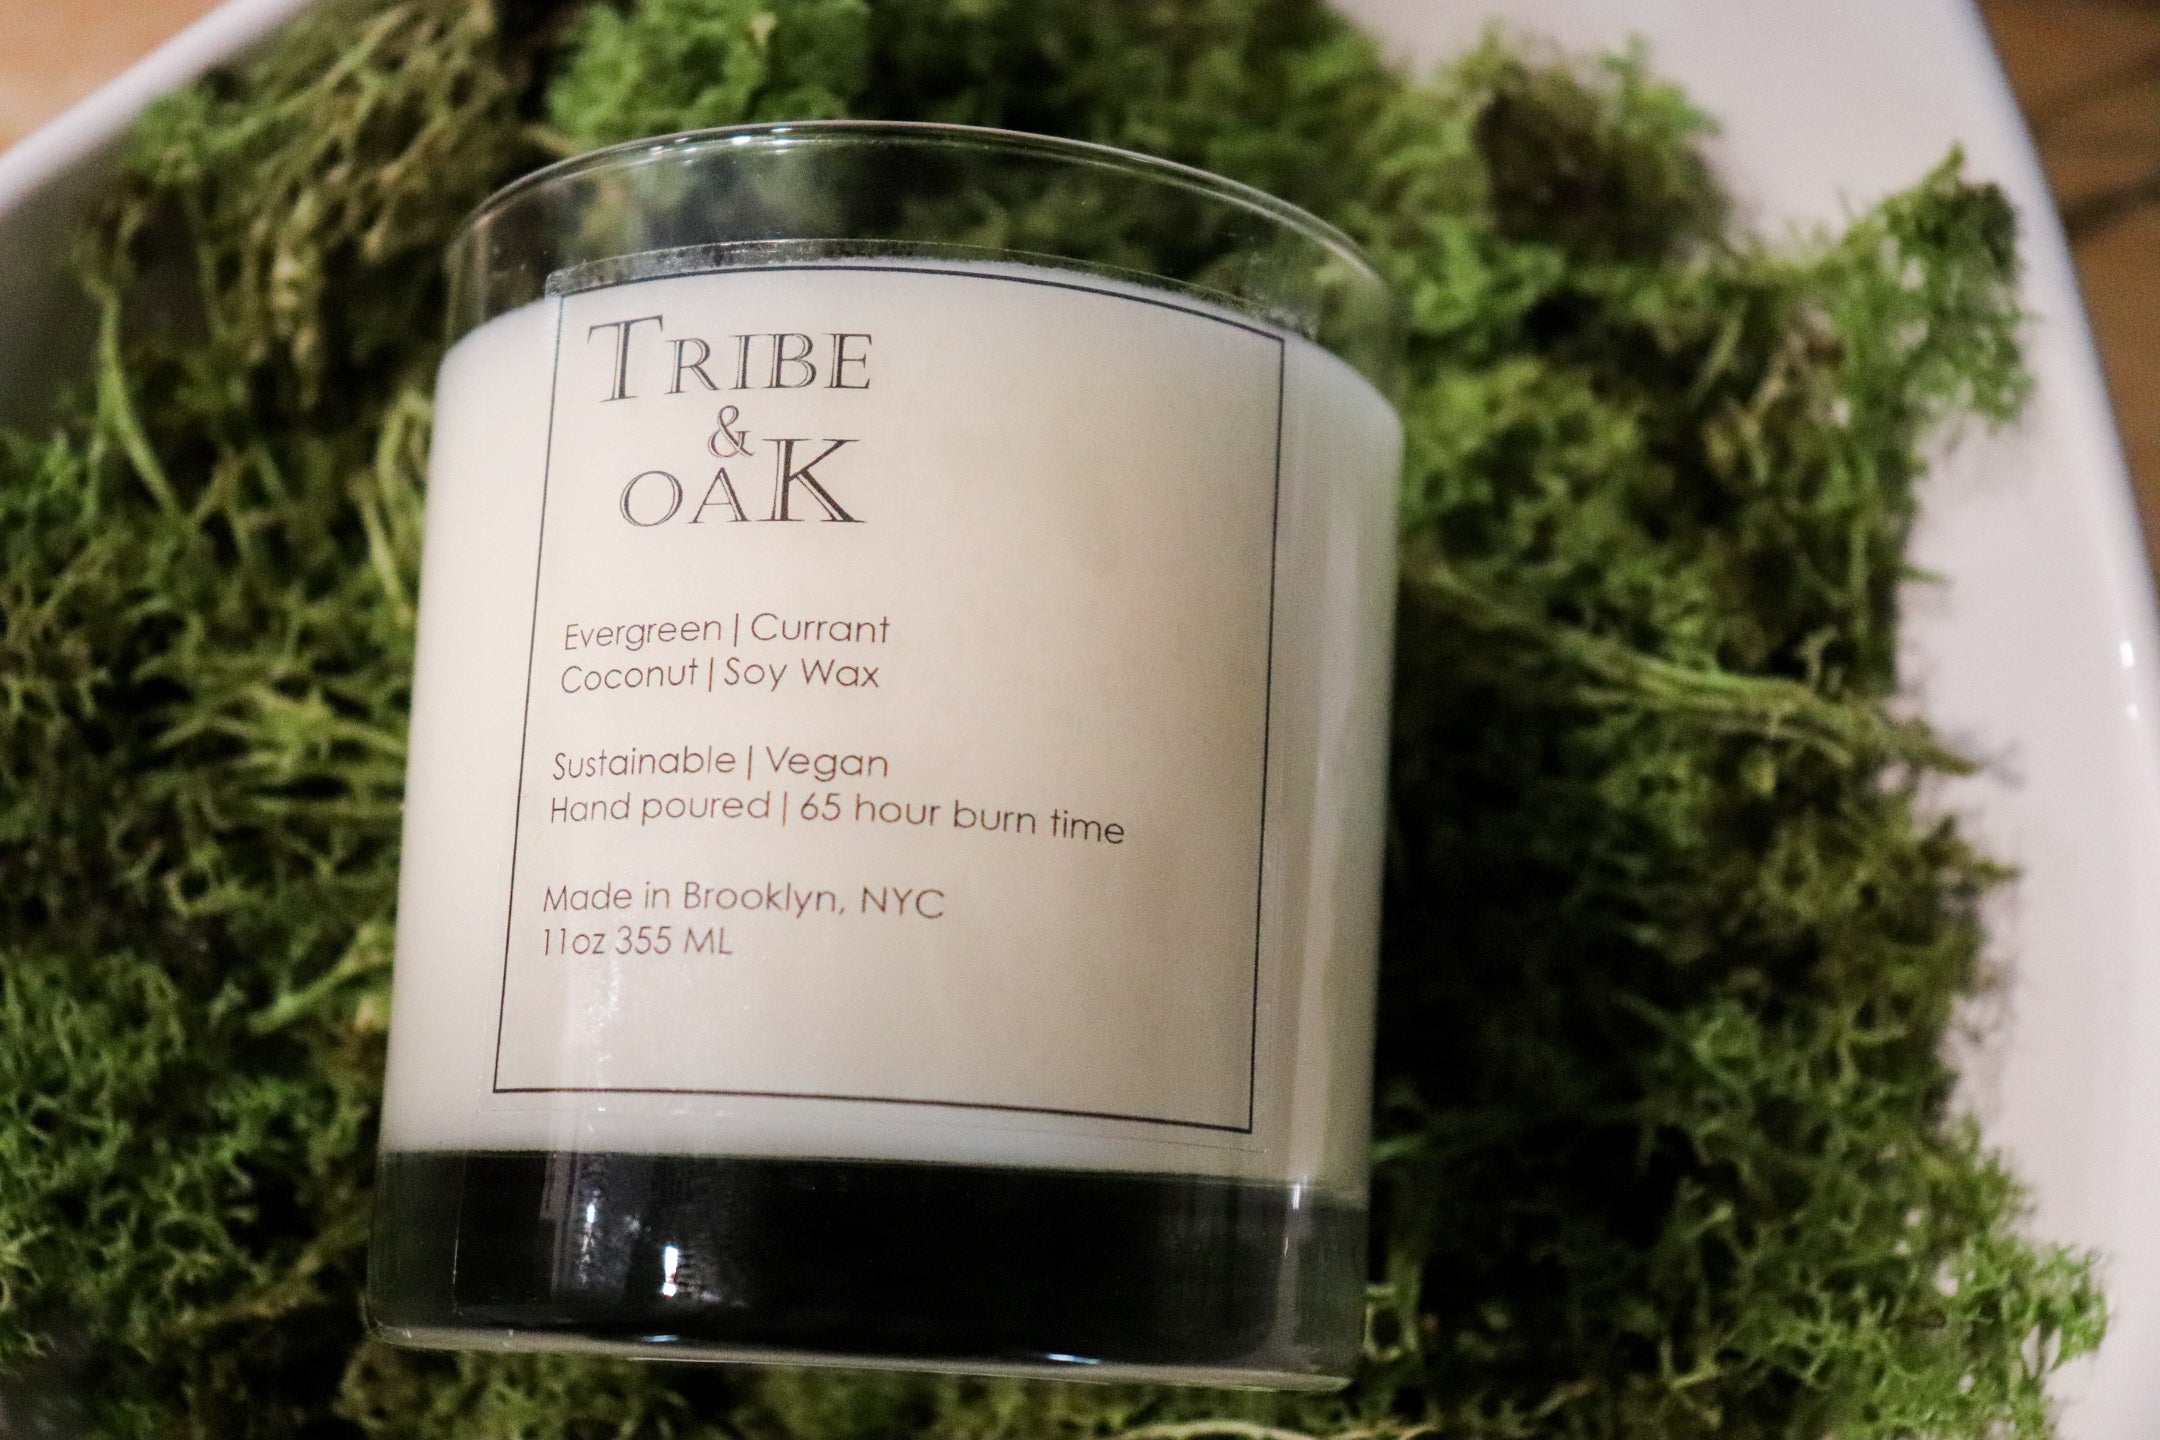 TRIBE
&
OAK
Evergreen | Currant
Coconut | Soy Wax
Sustainable | Vegan
Hand poured | 65 hour burn time
Made in Brooklyn, NYC
11oz 355 ML